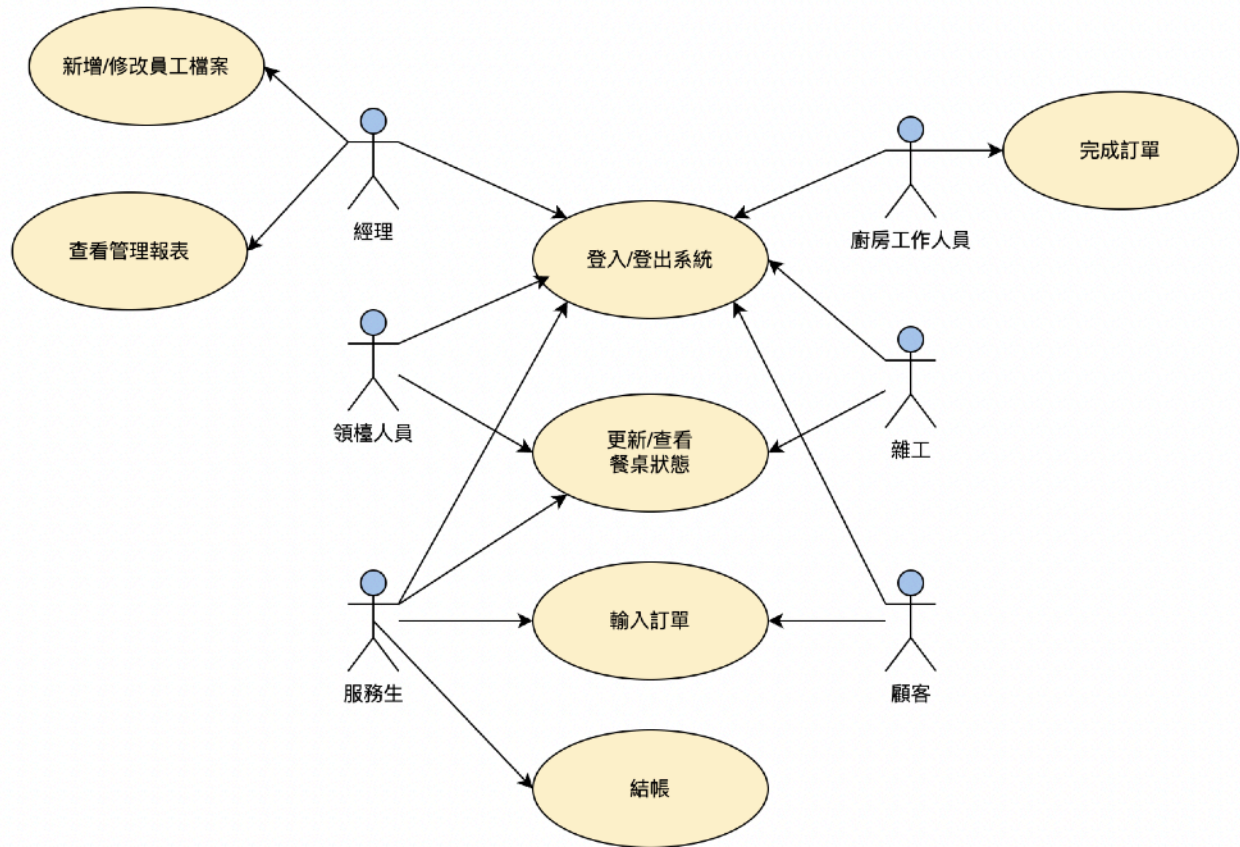 新增/修改員工檔案
完成訂單
經理
廚房工作人員
查看管理報表
登入/登出系統
領檯人員
更新/查看
餐桌狀態
雜工
輸入訂單
服務生
顧客
結帳